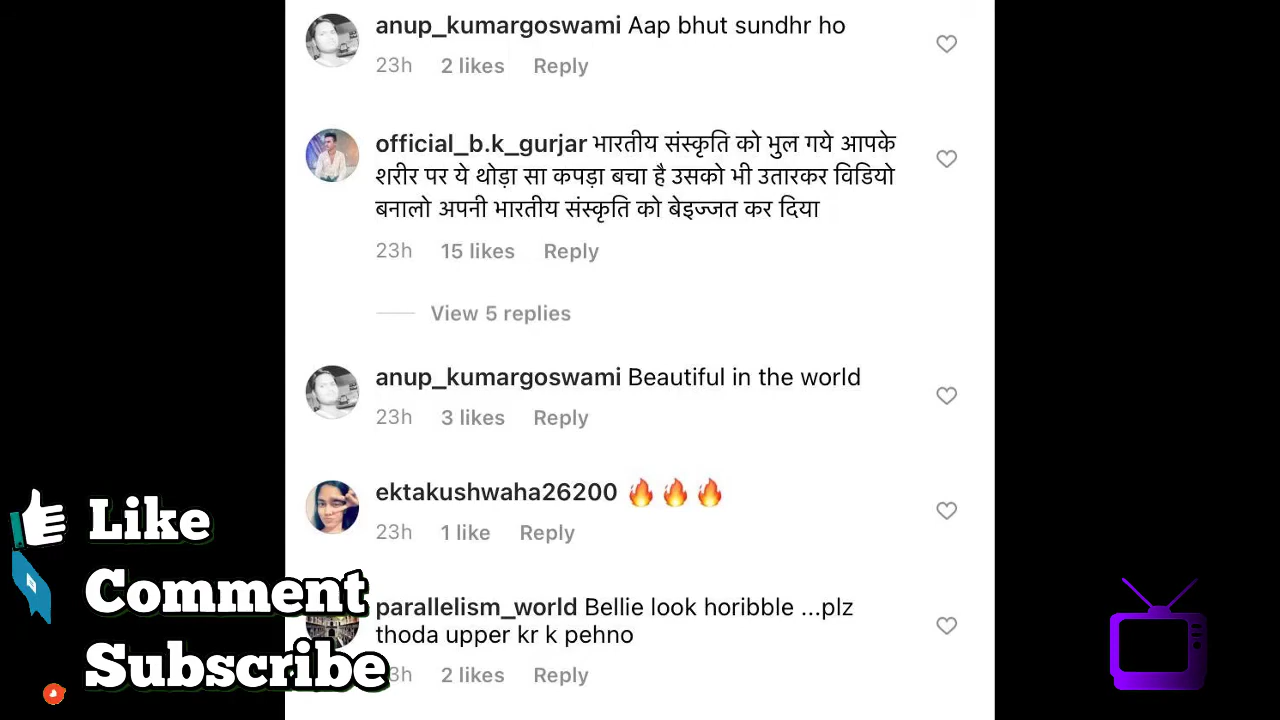 anup_kumargoswami Aap bhut sundhr ho
23h 2 likes Reply
official_b.k_gurjar भारतीय संस्कृति को भुल गये आपके
शरीर पर ये थोड़ा सा कपड़ा बचा है उसको भी उतारकर विडियो
बनालो अपनी भारतीय संस्कृति को बेइज्जत कर दिया
23h 15 likes Reply
View 5 replies
anup_kumargoswami Beautiful in the world
23h 3 likes Reply
ektakushwaha26200 🔥🔥🔥
23h 1 like Reply
parallelism_world Bellie look horibble ...plz
thoda upper kr k pehno
3h 2 likes Reply
Like
Comment
Subscribe